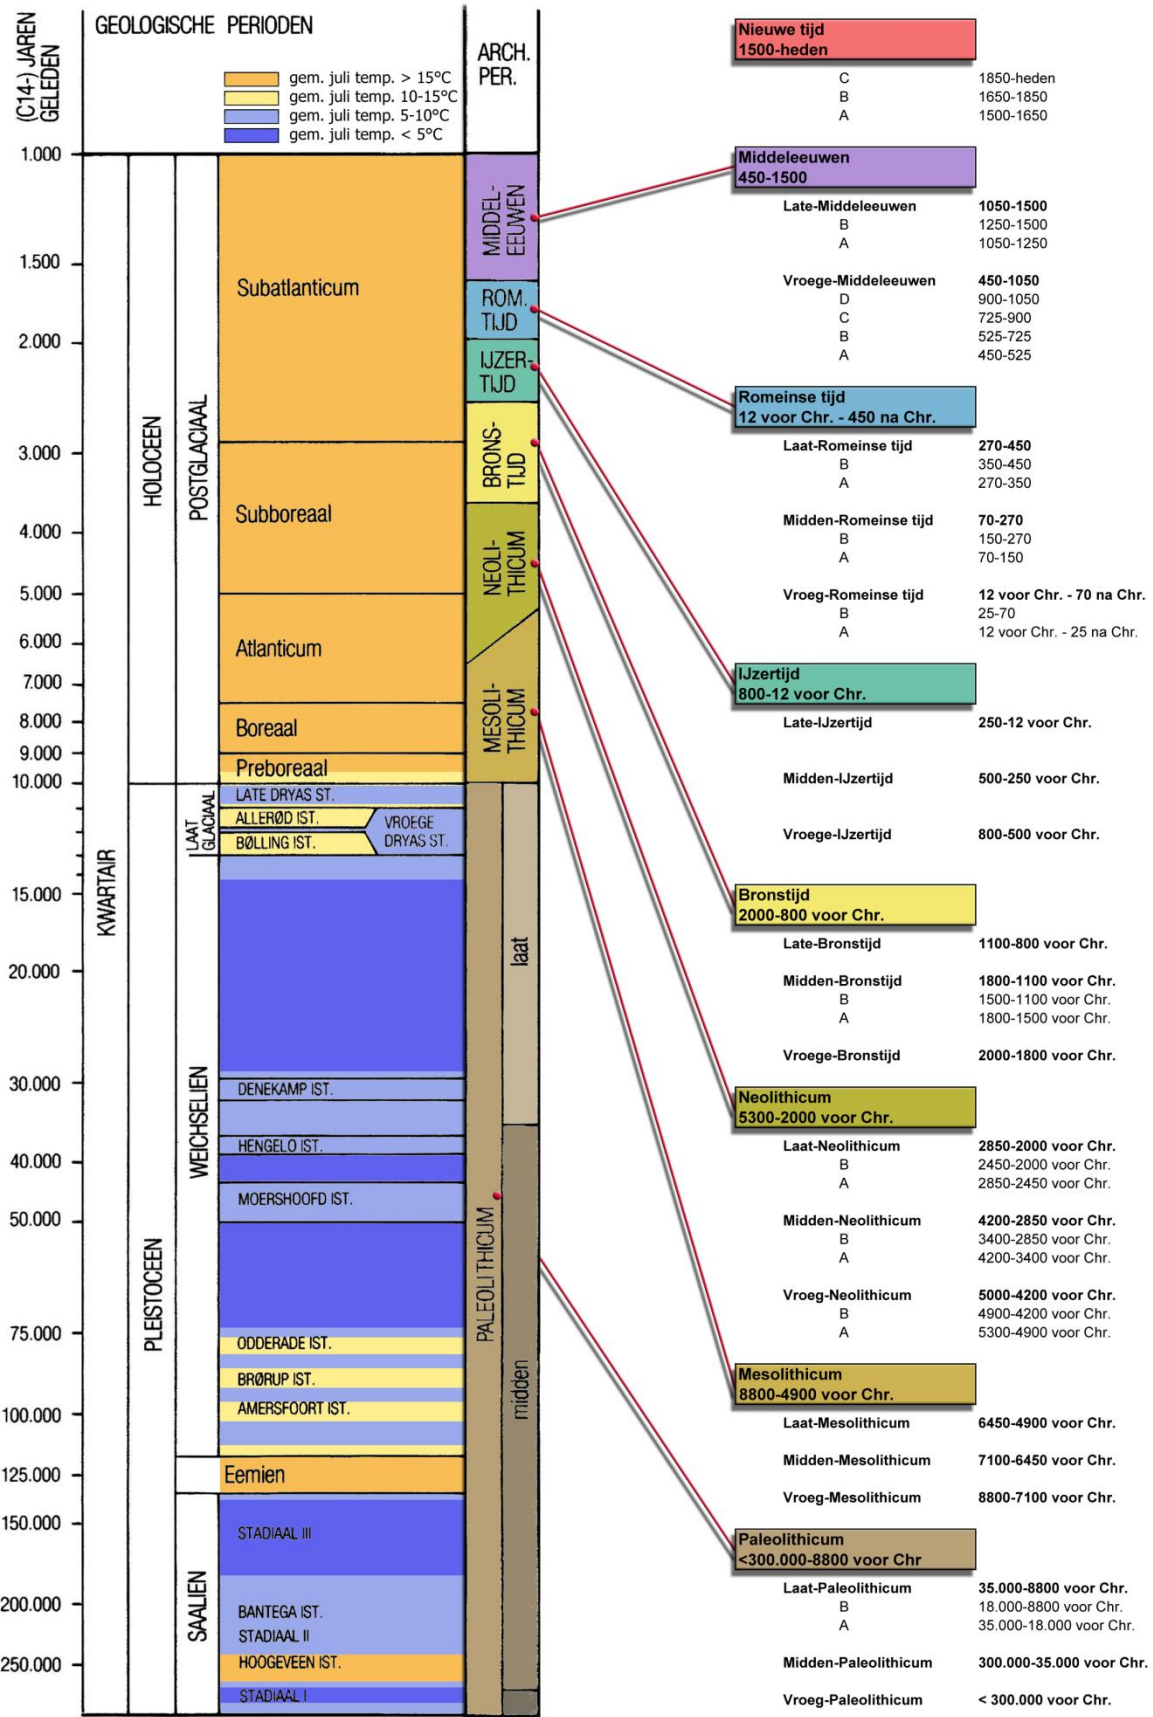 (C14-) JAREN
GELEDEN
GEOLOGISCHE PERIODEN
gem. juli temp. > 15°C
gem. juli temp. 10-15°C
gem. juli temp. 5-10°C
gem. juli temp. < 5°C
ARCH.
PER.
1.000
1.500
2.000
3.000
4.000
5.000
6.000
7.000
8.000
9.000
10.000
15.000
20.000
30.000
40.000
50.000
75.000
100.000
125.000
150.000
200.000
250.000
KWARTAIR
HOLOCEEN
PLEISTOCEEN
POSTGLACIAAL
LAAT
GLACIAAL
WEICHSELIEN
SAALIEN
Subatlanticum
Subboreaal
Atlanticum
Boreaal
Preboreaal
LATE DRYAS ST.
ALLERØD IST.
VROEGE
DRYAS ST.
BØLLING IST.
DENEKAMP IST.
HENGELO IST.
MOERSHOOFD IST.
ODDERADE IST.
BRØRUP IST.
AMERSFOORT IST.
Eemien
STADIAAL III
BANTEGA IST.
STADIAAL II
HOOGEVEEN IST.
STADIAAL I
MIDDEL-
EEUWEN
ROM.
TIJD
IJZER-
TIJD
BRONS-
TIJD
NEOLI-
THICUM
MESOLI-
THICUM
PALEOLITHICUM
laat
midden
Nieuwe tijd
1500-heden
C 1850-heden
B 1650-1850
A 1500-1650
Middeleeuwen
450-1500
Late-Middeleeuwen 1050-1500
B 1250-1500
A 1050-1250
Vroege-Middeleeuwen 450-1050
D 900-1050
C 725-900
B 525-725
A 450-525
Romeinse tijd
12 voor Chr. - 450 na Chr.
Laat-Romeinse tijd 270-450
B 350-450
A 270-350
Midden-Romeinse tijd 70-270
B 150-270
A 70-150
Vroeg-Romeinse tijd 12 voor Chr. - 70 na Chr.
B 25-70
A 12 voor Chr. - 25 na Chr.
IJzertijd
800-12 voor Chr.
Late-IJzertijd 250-12 voor Chr.
Midden-IJzertijd 500-250 voor Chr.
Vroege-IJzertijd 800-500 voor Chr.
Bronstijd
2000-800 voor Chr.
Late-Bronstijd 1100-800 voor Chr.
Midden-Bronstijd 1800-1100 voor Chr.
B 1500-1100 voor Chr.
A 1800-1500 voor Chr.
Vroege-Bronstijd 2000-1800 voor Chr.
Neolithicum
5300-2000 voor Chr.
Laat-Neolithicum 2850-2000 voor Chr.
B 2450-2000 voor Chr.
A 2850-2450 voor Chr.
Midden-Neolithicum 4200-2850 voor Chr.
B 3400-2850 voor Chr.
A 4200-3400 voor Chr.
Vroeg-Neolithicum 5000-4200 voor Chr.
B 4900-4200 voor Chr.
A 5300-4900 voor Chr.
Mesolithicum
8800-4900 voor Chr.
Laat-Mesolithicum 6450-4900 voor Chr.
Midden-Mesolithicum 7100-6450 voor Chr.
Vroeg-Mesolithicum 8800-7100 voor Chr.
Paleolithicum
<300.000-8800 voor Chr
Laat-Paleolithicum 35.000-8800 voor Chr.
B 18.000-8800 voor Chr.
A 35.000-18.000 voor Chr.
Midden-Paleolithicum 300.000-35.000 voor Chr.
Vroeg-Paleolithicum < 300.000 voor Chr.